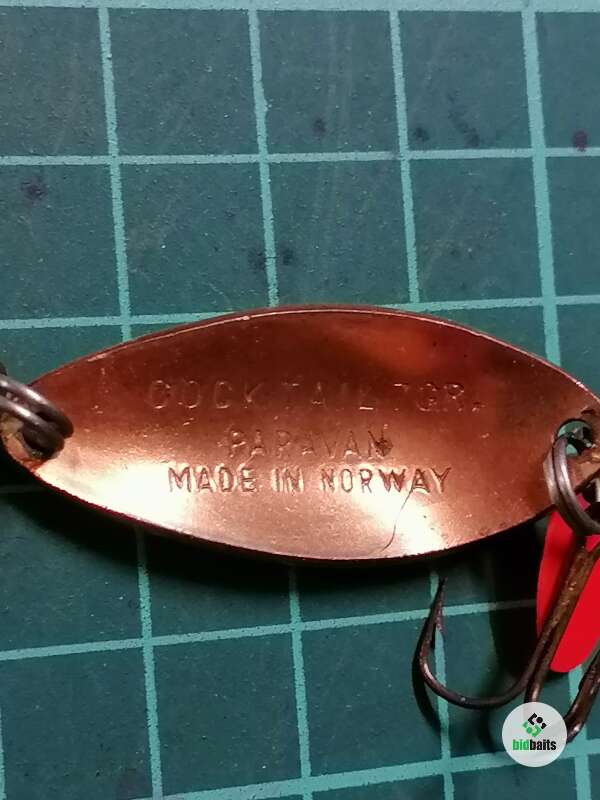 COCKTAIL 7GR.
PARAVAN
MADE IN NORWAY
bidbaits